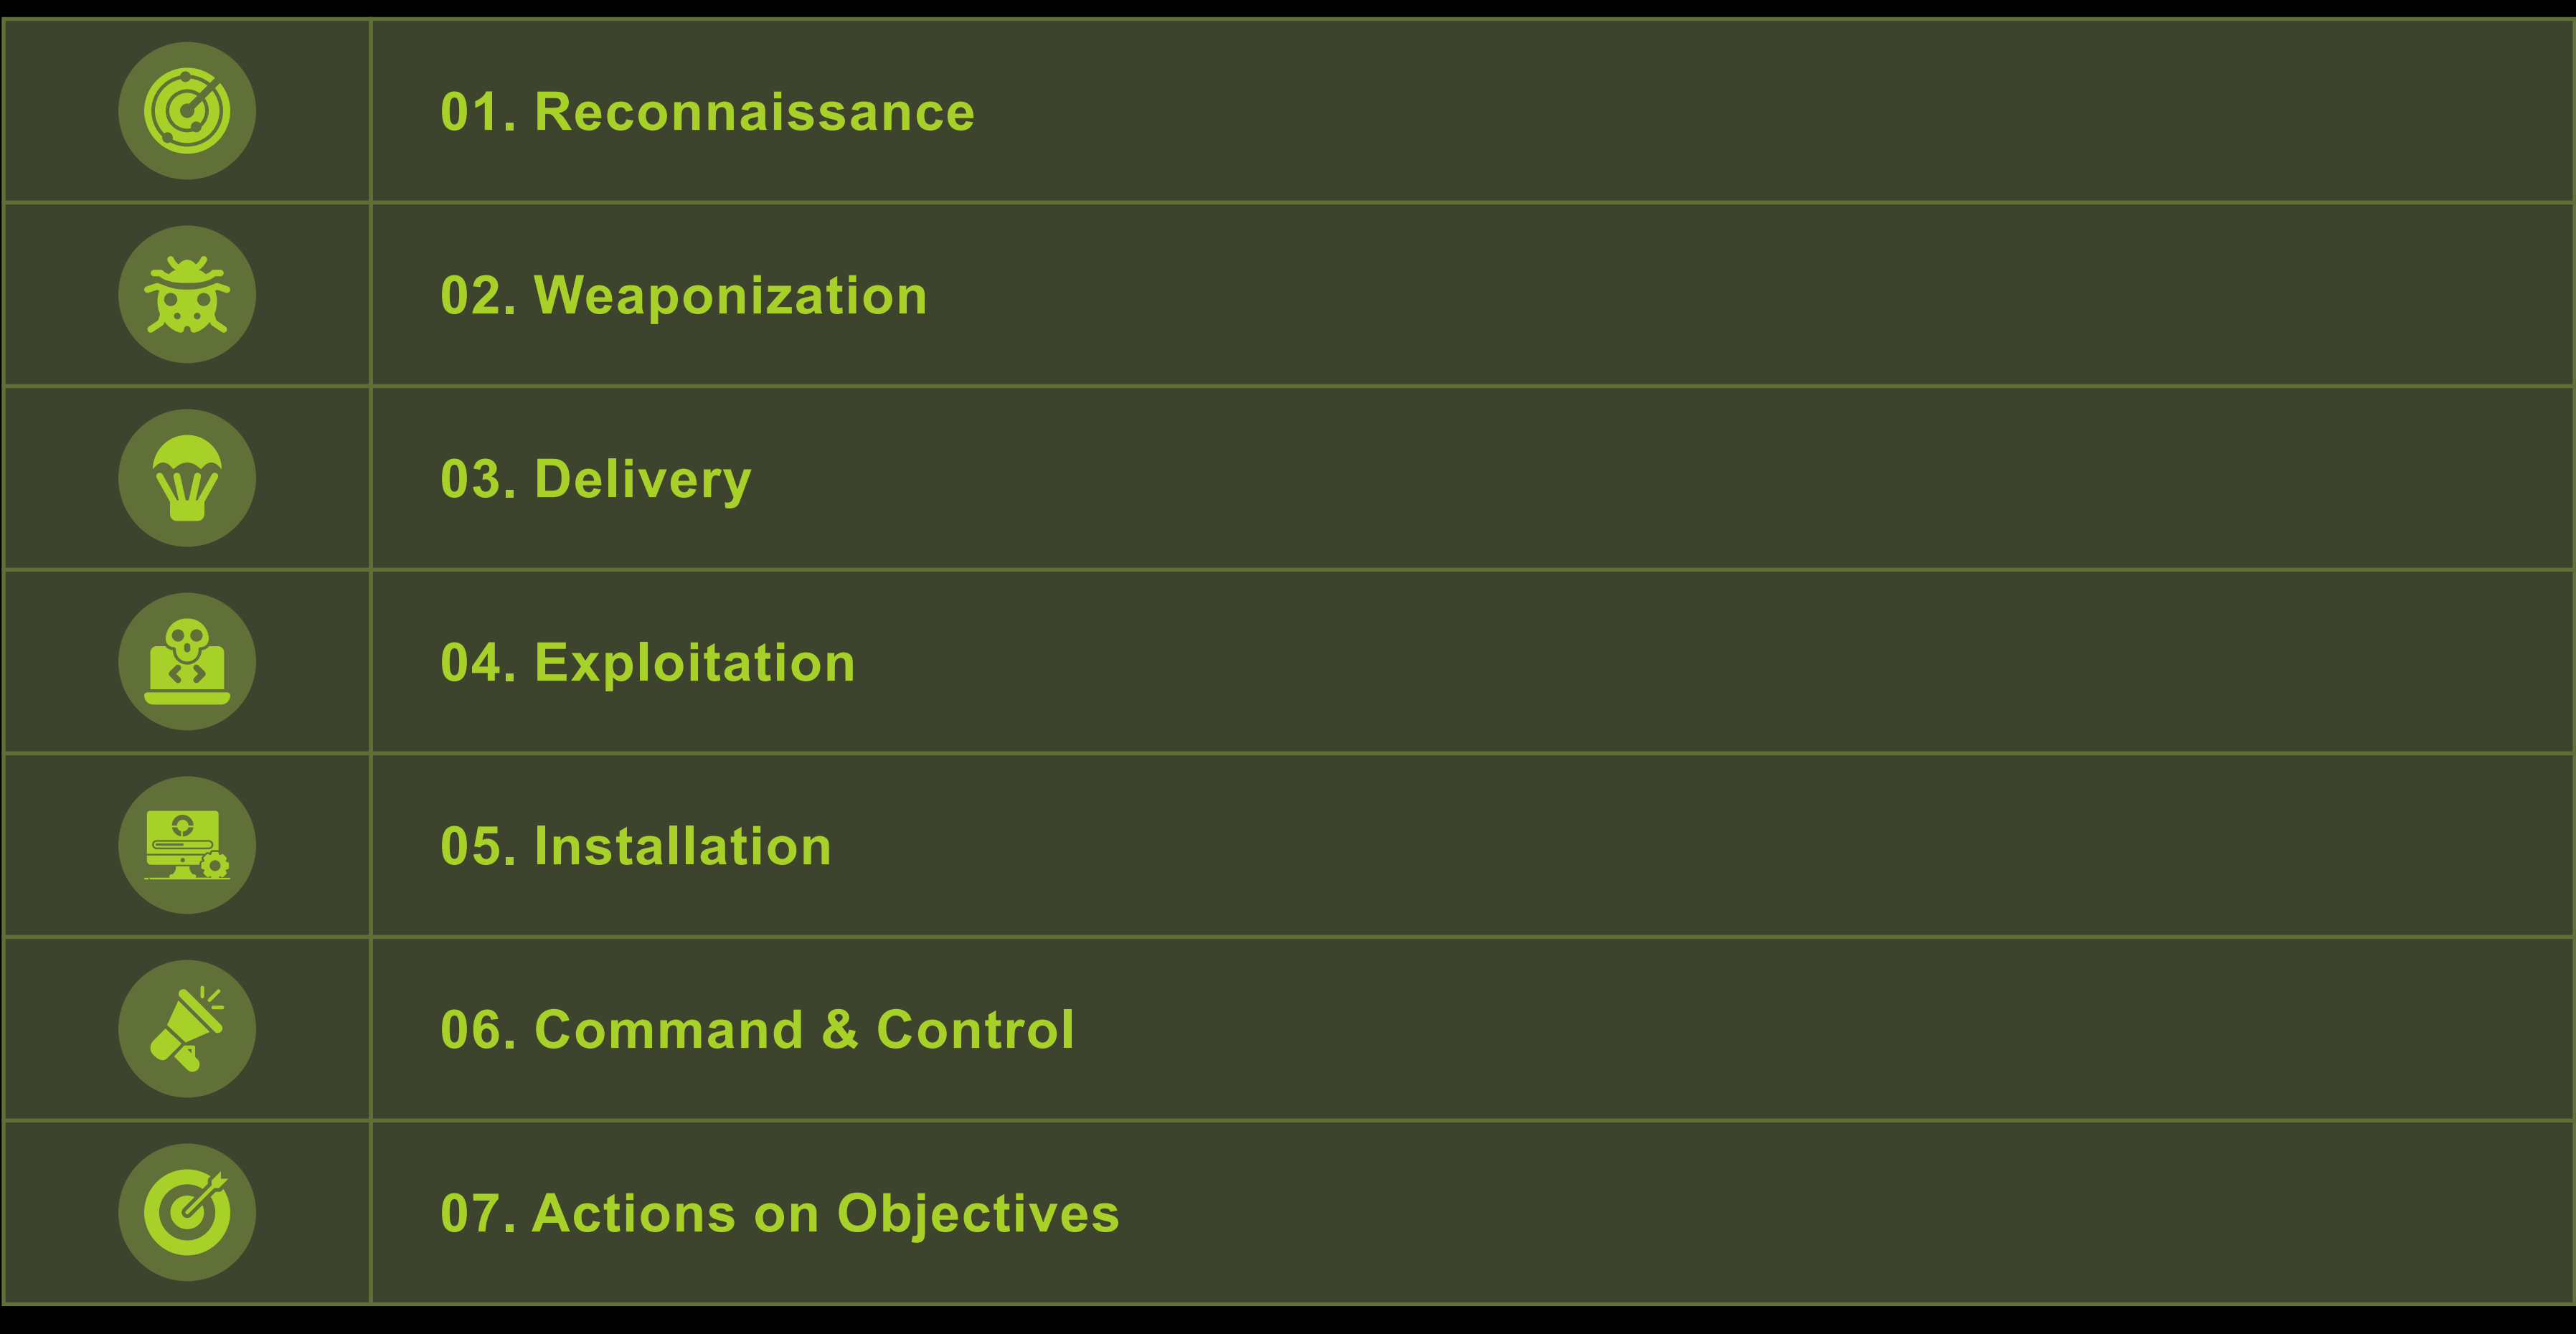 01. Reconnaissance
02. Weaponization
03. Delivery
04. Exploitation
05. Installation
06. Command & Control
07. Actions on Objectives